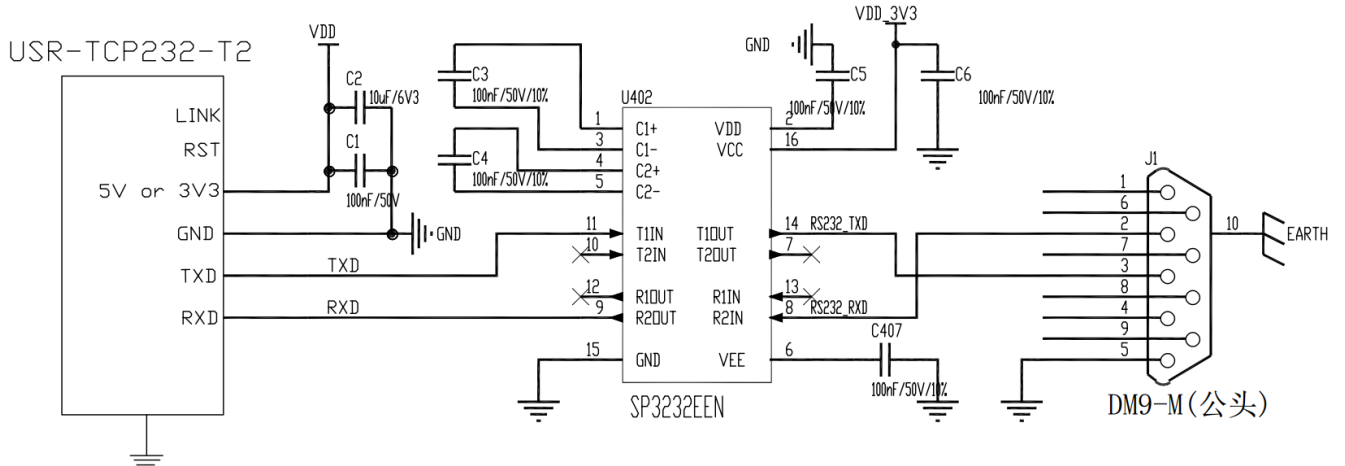 USR-TCP232-T2
LINK
RST
5V or 3V3
GND
TXD
RXD
VDD
C2
10uF/6V3
C1
100nF/50V
GND
TXD
RXD
C3
100nF/50V/10%
C4
100nF/50V/10%
U402
1 C1+
3 C1-
4 C2+
5 C2-
11 T1IN
10 T2IN
12 R1OUT
9 R2OUT
15 GND
VDD 2
VCC 16
T1OUT 14 RS232_TXD
T2OUT 7
R1IN 13
R2IN 8 RS232_RXD
VEE 6
SP3232EEN
GND
C5
100nF/50V/10%
VDD_3V3
C6
100nF/50V/10%
C407
100nF/50V/10%
J1
1
6
2
7
3
8
4
9
5
10
EARTH
DM9-M(公头)